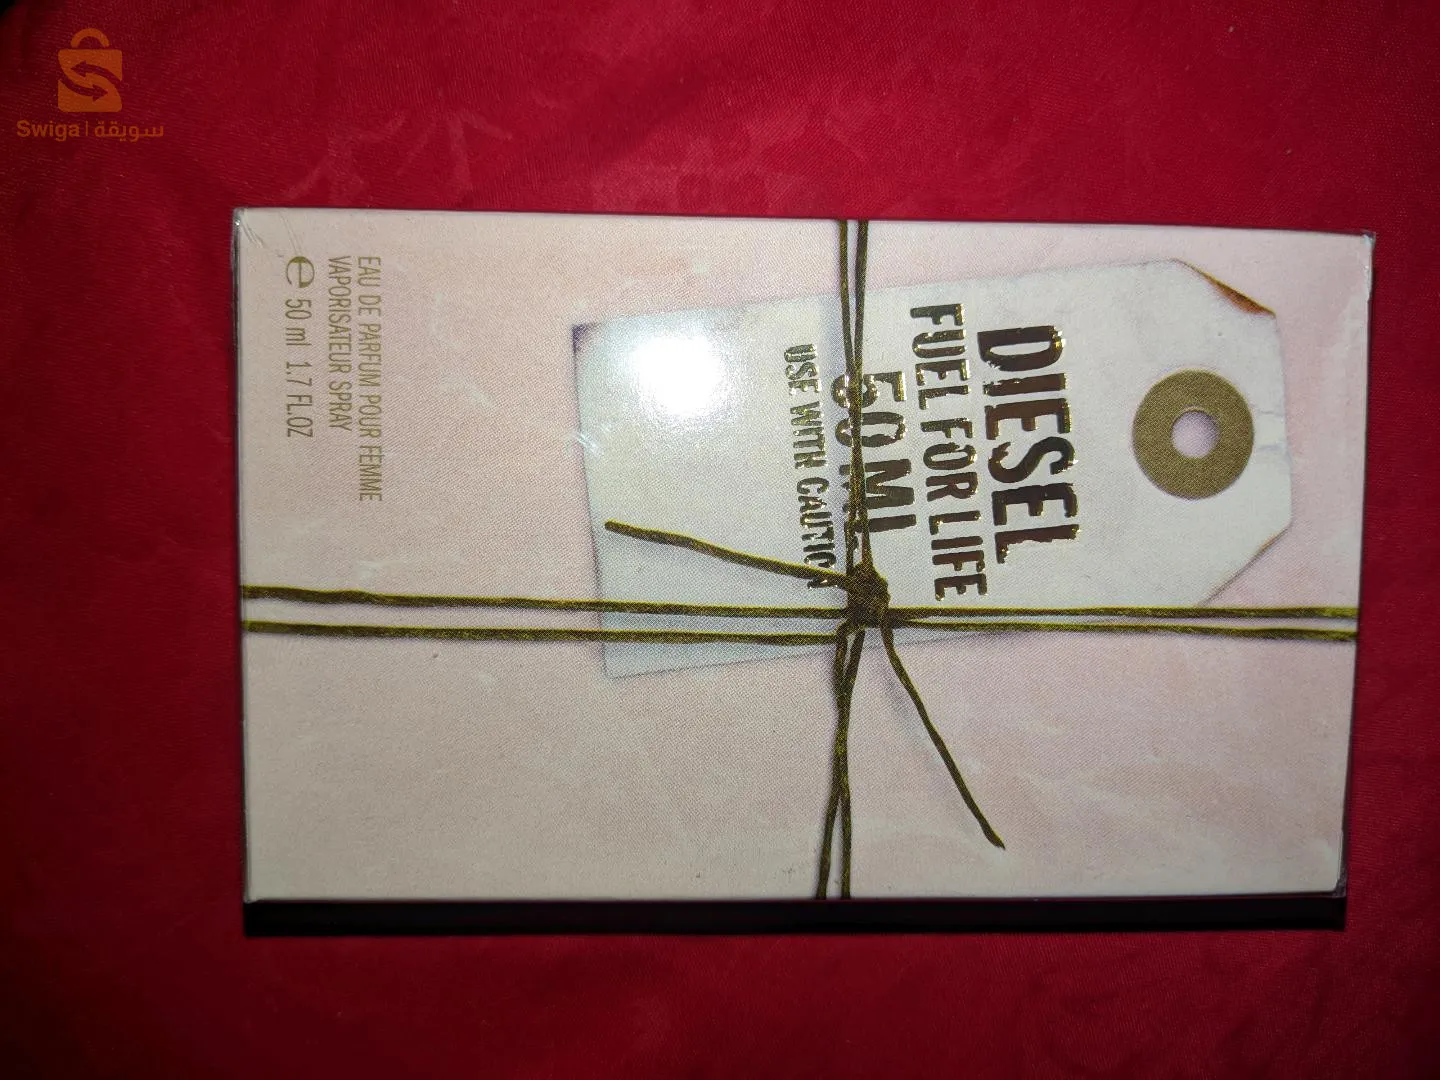 Swiga | سويقة
DIESEL
FUEL FOR LIFE
50 ML
USE WITH CAUTION
EAU DE PARFUM POUR FEMME
VAPORISATEUR SPRAY
e 50 ml 1.7 FL.OZ